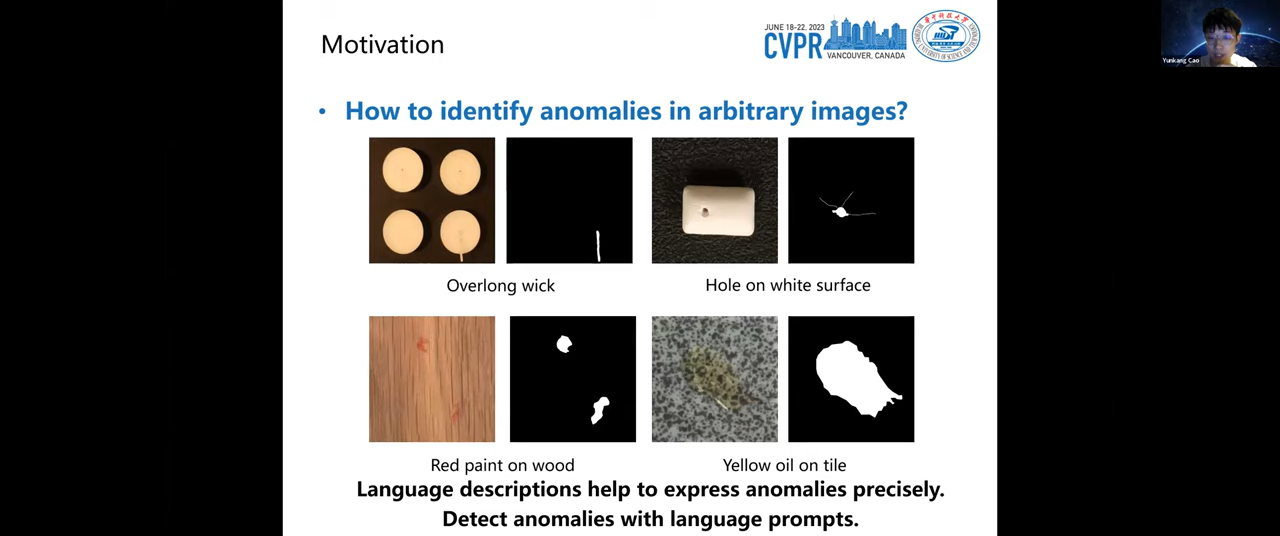 Motivation
JUNE 18-22, 2023
CVPR
VANCOUVER, CANADA
Yunkang Cao
• How to identify anomalies in arbitrary images?
Overlong wick
Hole on white surface
Red paint on wood
Yellow oil on tile
Language descriptions help to express anomalies precisely.
Detect anomalies with language prompts.